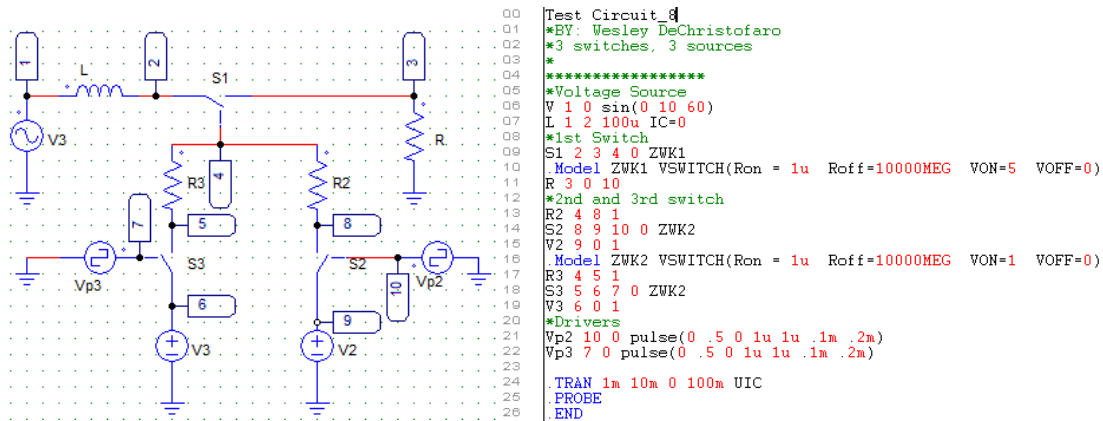 1
2
3
L
S1
V3
R
R3
4
R2
7
5
8
S3
S2
Vp3
Vp2
10
6
9
V3
V2
00 Test Circuit_8
01 *BY: Wesley DeChristofaro
02 *3 switches, 3 sources
03 *
04 *****************
05 *Voltage Source
06 V 1 0 sin(0 10 60)
07 L 1 2 100u IC=0
08 *1st Switch
09 S1 2 3 4 0 ZWK1
10 .Model ZWK1 VSWITCH(Ron = 1u Roff=10000MEG VON=5 VOFF=0)
11 R 3 0 10
12 *2nd and 3rd switch
13 R2 4 8 1
14 S2 8 9 10 0 ZWK2
15 V2 9 0 1
16 .Model ZWK2 VSWITCH(Ron = 1u Roff=10000MEG VON=1 VOFF=0)
17 R3 4 5 1
18 S3 5 6 7 0 ZWK2
19 V3 6 0 1
20 *Drivers
21 Vp2 10 0 pulse(0 .5 0 1u 1u .1m .2m)
22 Vp3 7 0 pulse(0 .5 0 1u 1u .1m .2m)
23
24 .TRAN 1m 10m 0 100m UIC
25 .PROBE
26 .END